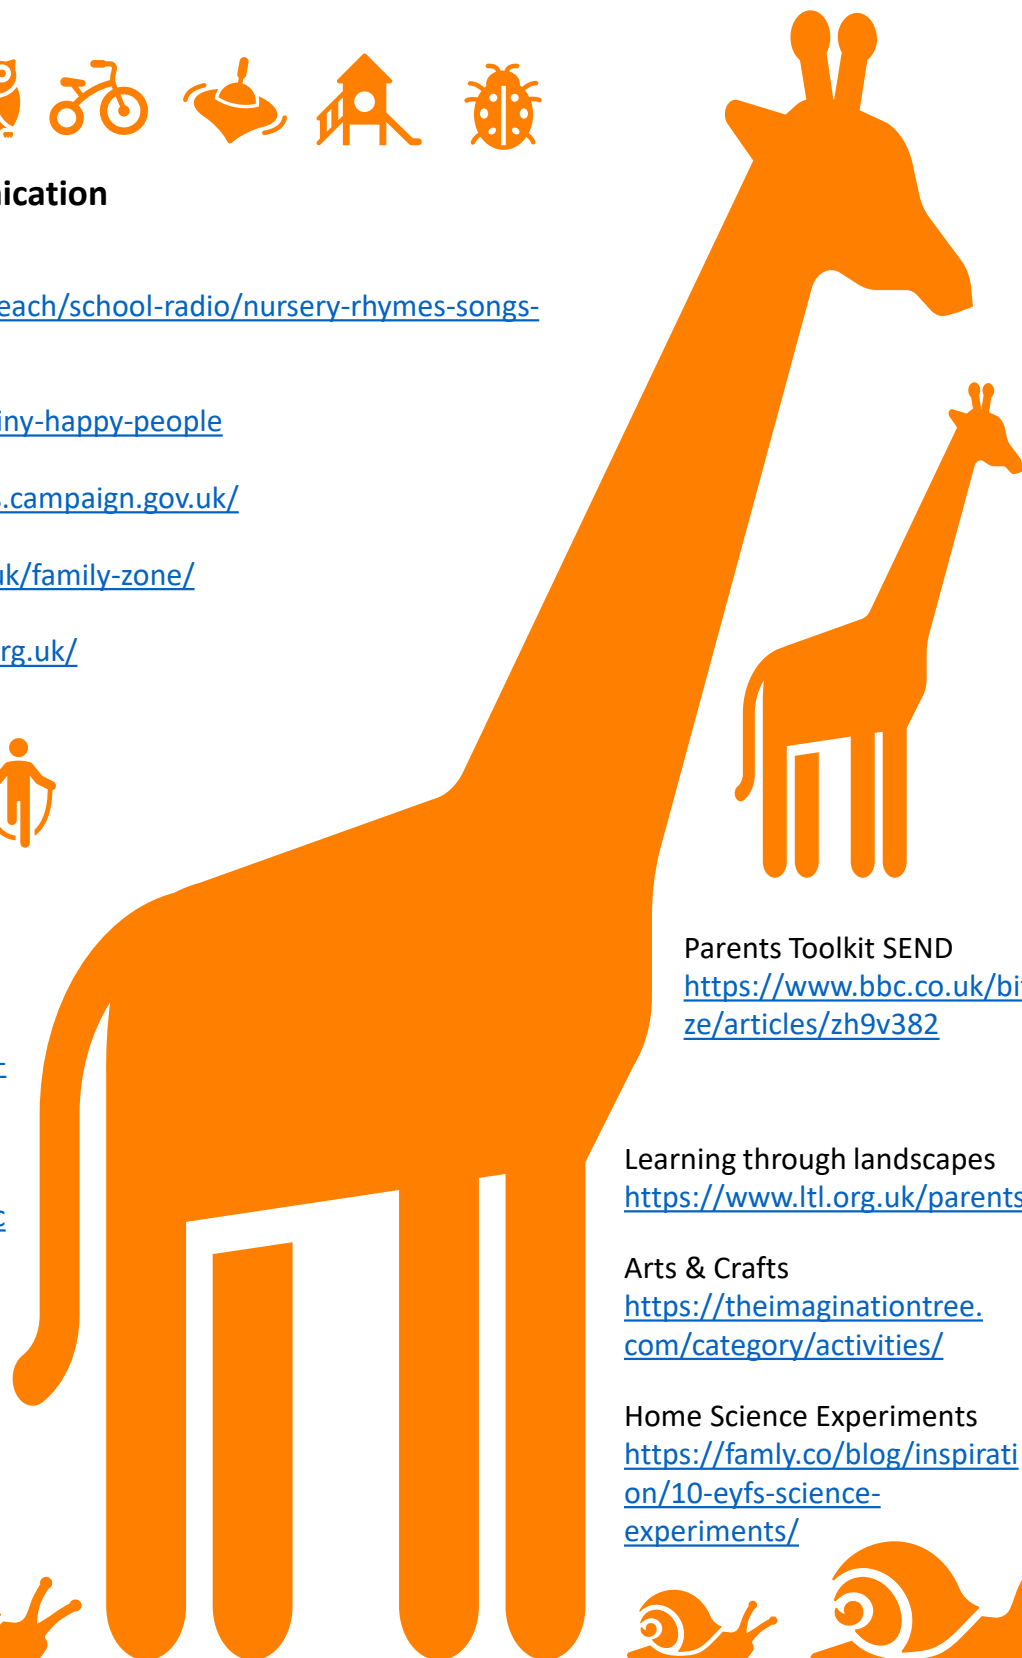 ication
each/school-radio/nursery-rhymes-songs-
iny-happy-people
s.campaign.gov.uk/
uk/family-zone/
rg.uk/
Parents Toolkit SEND
https://www.bbc.co.uk/bit
ze/articles/zh9v382
Learning through landscapes
https://www.ltl.org.uk/parents
Arts & Crafts
https://theimaginationtree.
com/category/activities/
Home Science Experiments
https://famly.co/blog/inspirati
on/10-eyfs-science-
experiments/